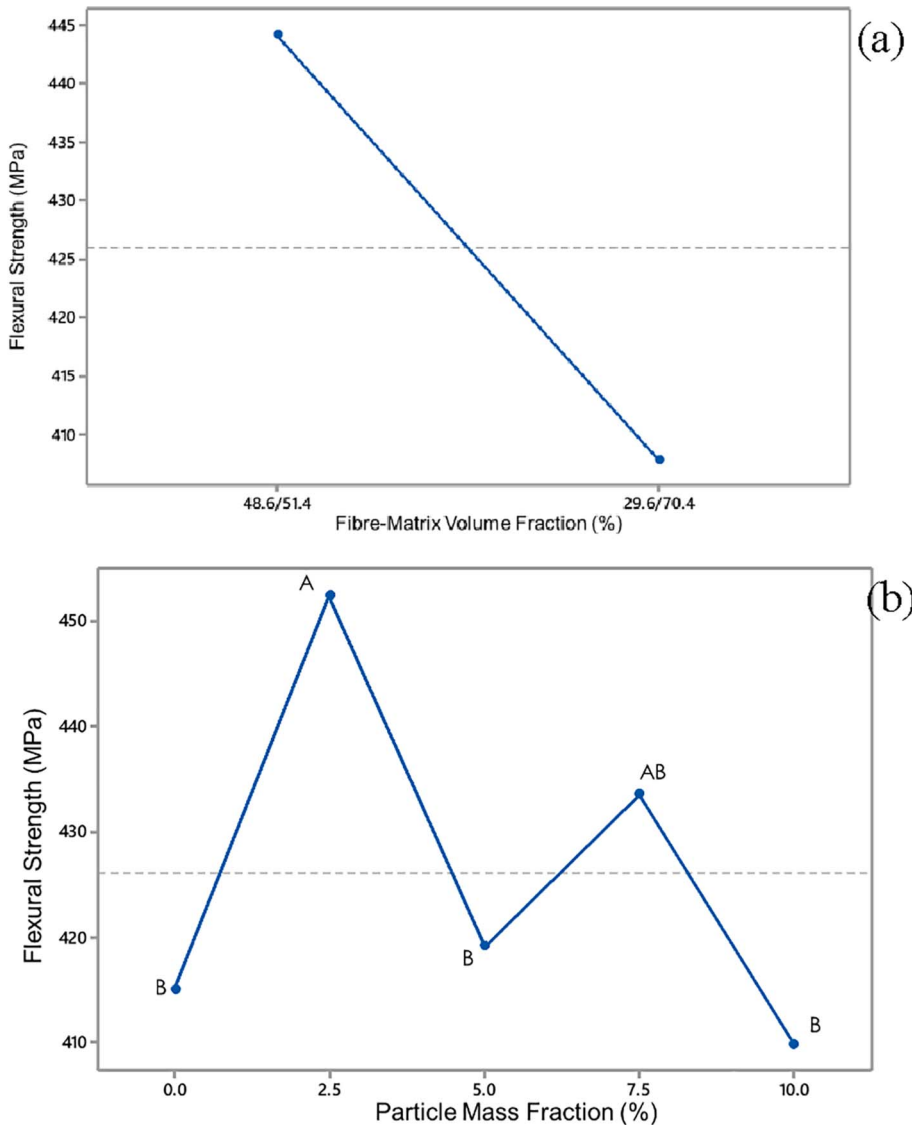 (a)
Flexural Strength (MPa)
445
440
435
430
425
420
415
410
48.6/51.4 29.6/70.4
Fibre-Matrix Volume Fraction (%)
(b)
Flexural Strength (MPa)
450
440
430
420
410
A
AB
B
B
B
0.0 2.5 5.0 7.5 10.0
Particle Mass Fraction (%)